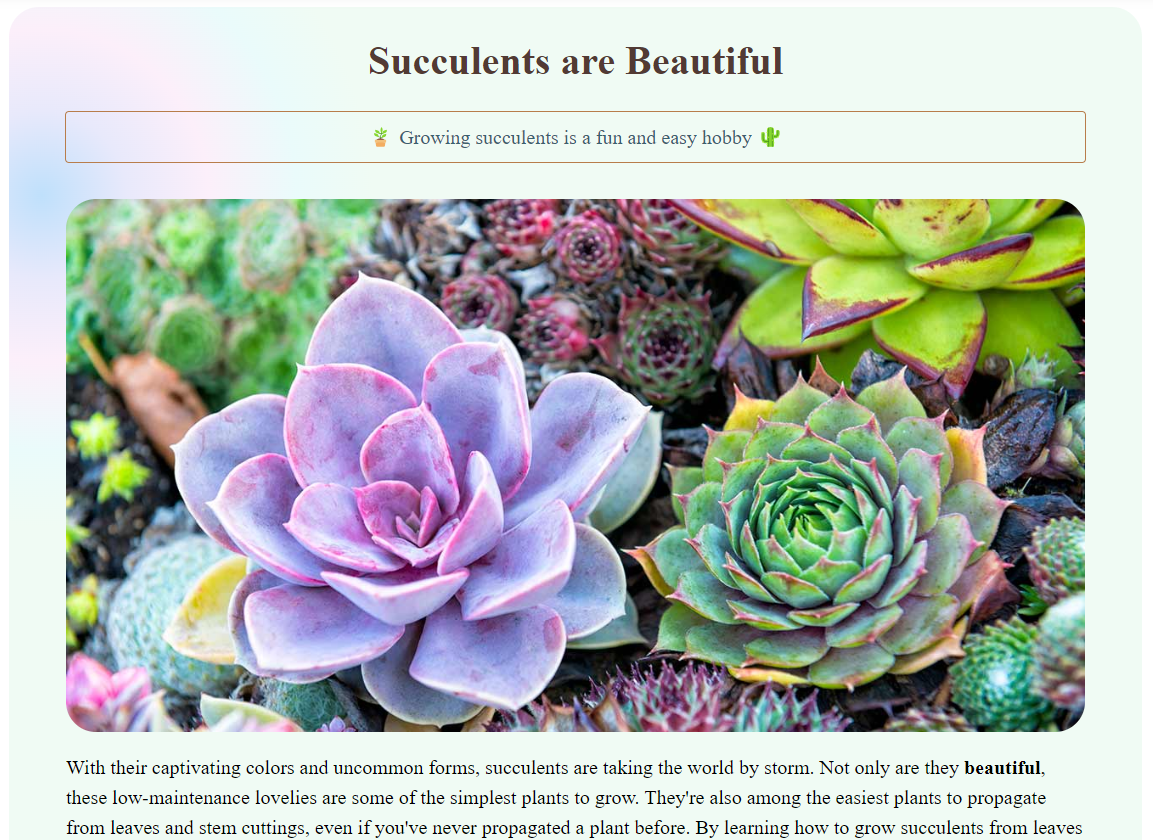 Succulents are Beautiful
🪴 Growing succulents is a fun and easy hobby 🌵
With their captivating colors and uncommon forms, succulents are taking the world by storm. Not only are they beautiful,
these low-maintenance lovelies are some of the simplest plants to grow. They're also among the easiest plants to propagate
from leaves and stem cuttings, even if you've never propagated a plant before. By learning how to grow succulents from leaves